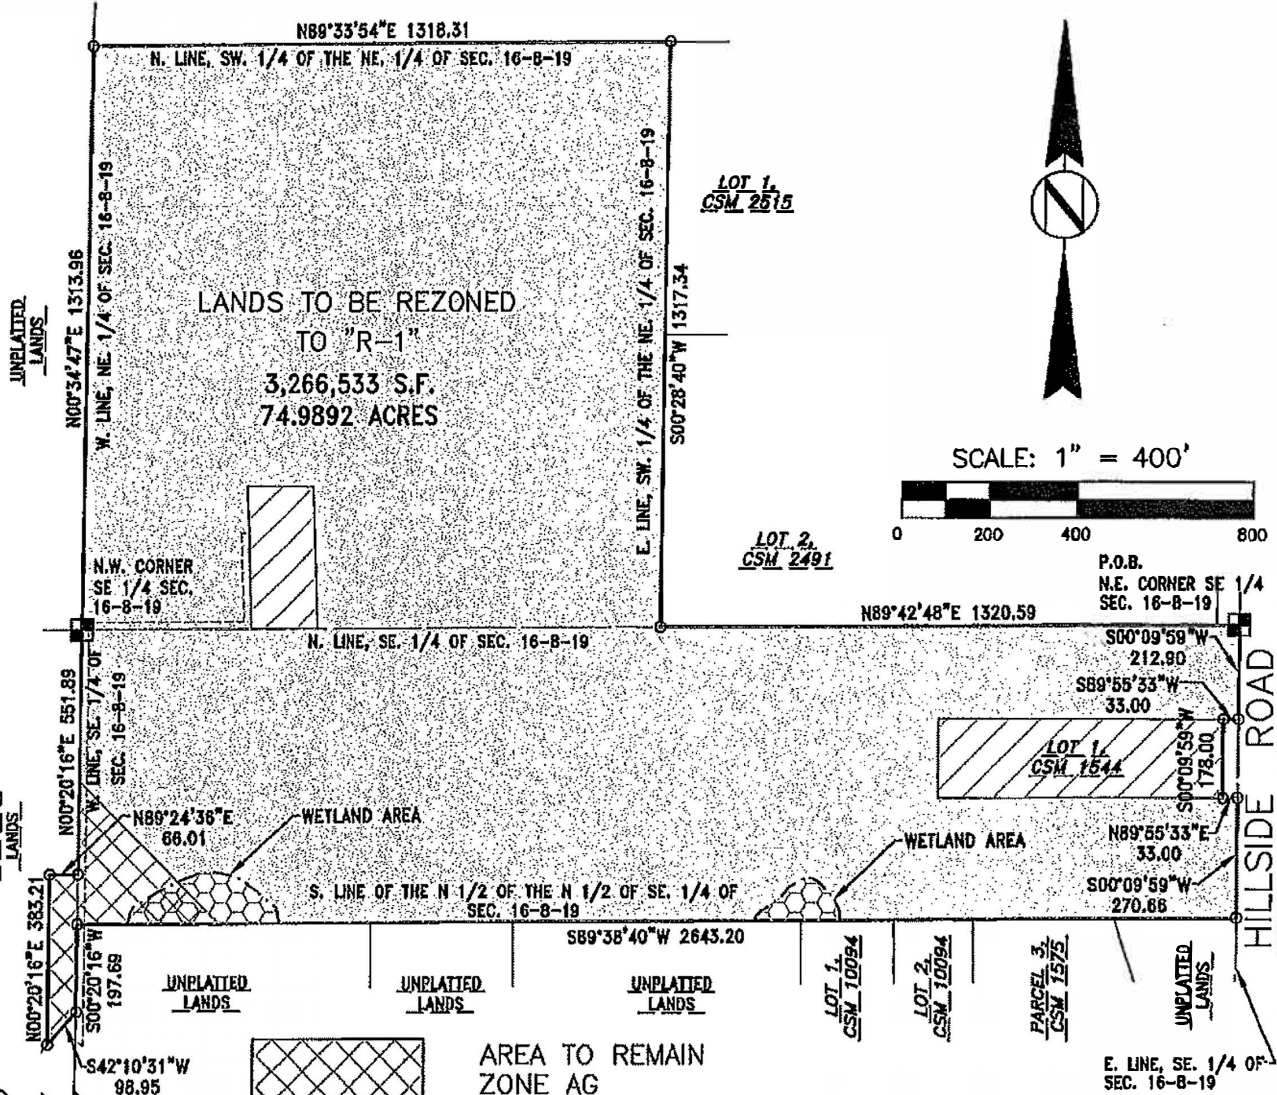 N89°33'54"E 1318.31
N. LINE, SW. 1/4 OF THE NE. 1/4 OF SEC. 16-8-19
UNPLATTED
LANDS
N00°34'47"E 1313.96
W. LINE, NE. 1/4 OF SEC. 16-8-19
LANDS TO BE REZONED
TO "R-1"
3,266,533 S.F.
74.9892 ACRES
E. LINE, SW. 1/4 OF THE NE. 1/4 OF SEC. 16-8-19
S00°28'40"W 1317.34
LOT 1,
CSM 2515
N
SCALE: 1" = 400'
0 200 400 800
LOT 2,
CSM 2491
N.W. CORNER
SE 1/4 SEC.
16-8-19
P.O.B.
N.E. CORNER SE 1/4
SEC. 16-8-19
N89°42'48"E 1320.59
N. LINE, SE. 1/4 OF SEC. 16-8-19
S00°09'59"W
212.90
S89°55'33"W
33.00
LOT 1,
CSM 1544
S00°09'59"W
178.00
N89°55'33"E
33.00
S00°09'59"W
270.66
HILLSIDE ROAD
N00°20'16"E 551.89
W. LINE, SE. 1/4 OF
SEC. 16-8-19
LANDS
N89°24'36"E
66.01
WETLAND AREA
WETLAND AREA
S. LINE OF THE N 1/2 OF THE N 1/2 OF SE. 1/4 OF
SEC. 16-8-19
S89°38'40"W 2643.20
N00°20'16"E 383.21
S00°20'16"W
197.69
UNPLATTED
LANDS
UNPLATTED
LANDS
UNPLATTED
LANDS
LOT 1,
CSM 10094
LOT 2,
CSM 10094
PARCEL 3,
CSM 1575
UNPLATTED
LANDS
S42°10'31"W
98.95
AREA TO REMAIN
ZONE AG
E. LINE, SE. 1/4 OF
SEC. 16-8-19